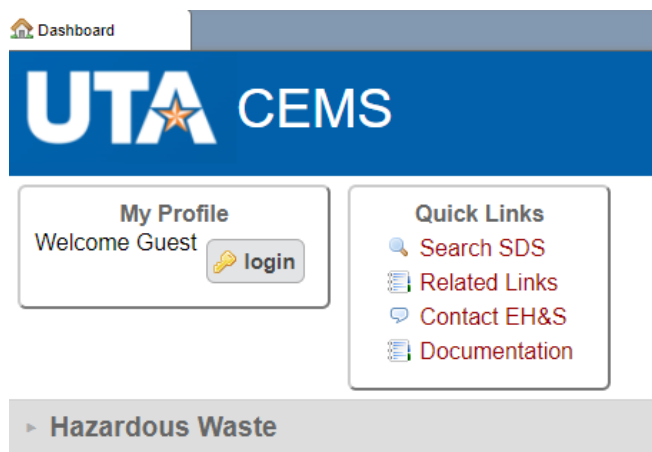 Dashboard
UTA CEMS
My Profile
Welcome Guest
login
Quick Links
Search SDS
Related Links
Contact EH&S
Documentation
Hazardous Waste